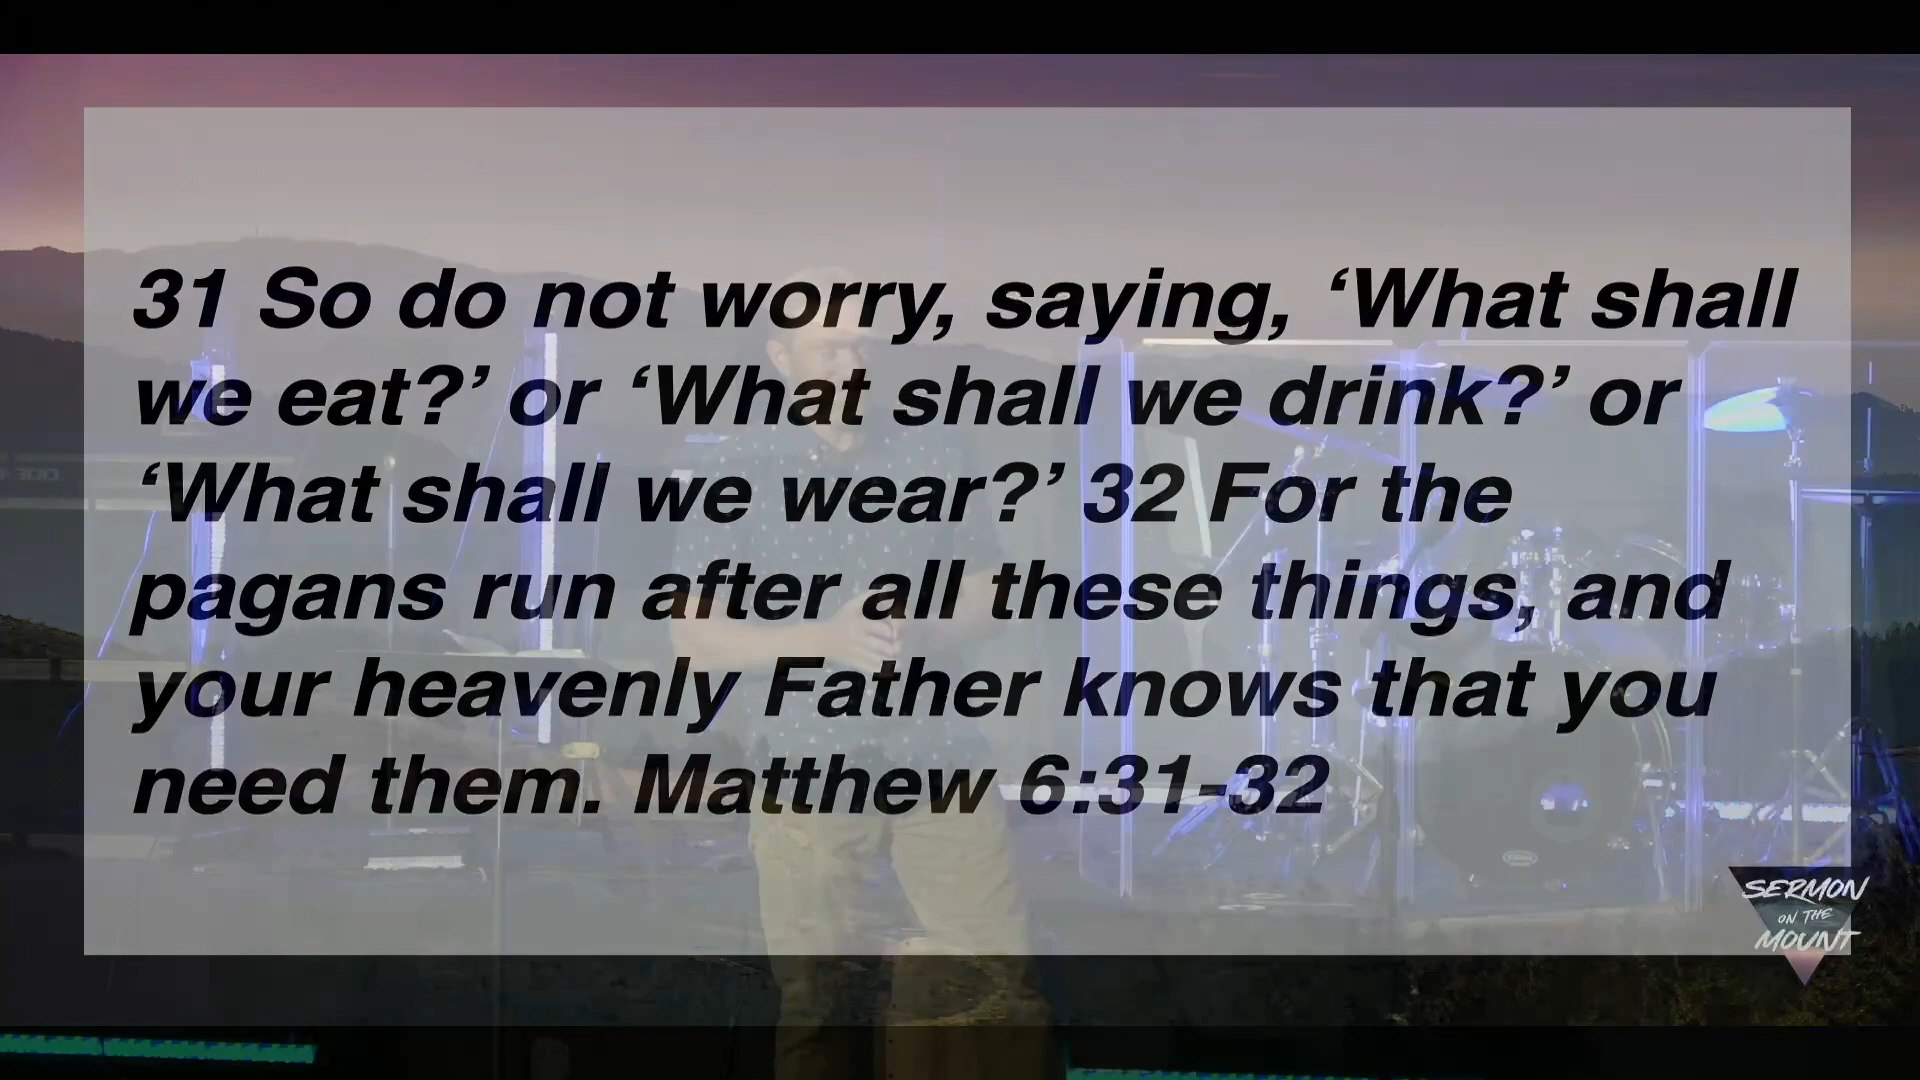 31 So do not worry, saying, ‘What shall
we eat?’ or ‘What shall we drink?’ or
‘What shall we wear?’ 32 For the
pagans run after all these things, and
your heavenly Father knows that you
need them. Matthew 6:31-32
SERMON
ON THE
MOUNT